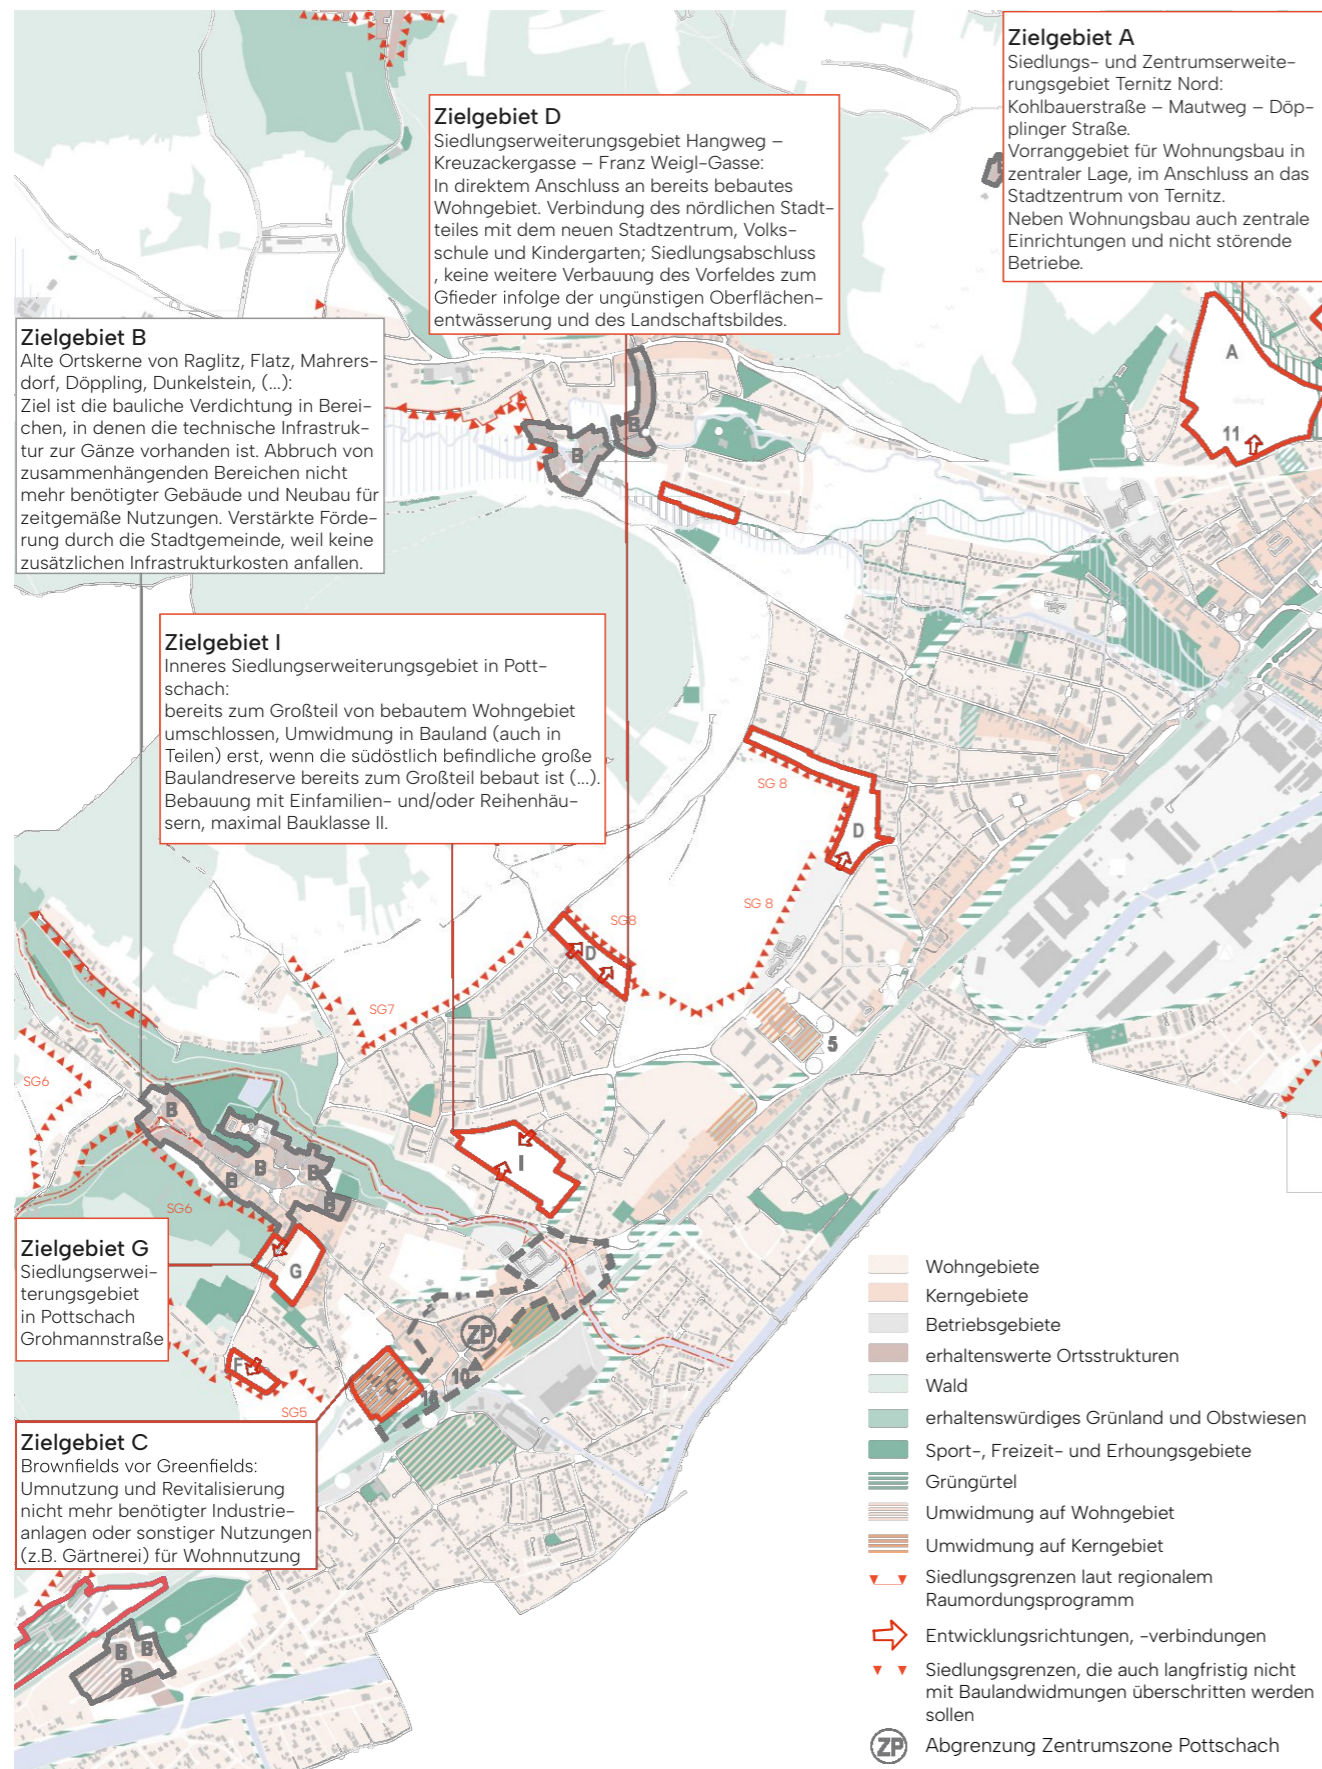 Zielgebiet A
Siedlungs- und Zentrumserweite-
rungsgebiet Ternitz Nord:
Kohlbauerstraße – Mautweg – Döp-
plinger Straße.
Vorranggebiet für Wohnungsbau in
zentraler Lage, im Anschluss an das
Stadtzentrum von Ternitz.
Neben Wohnungsbau auch zentrale
Einrichtungen und nicht störende
Betriebe.
Zielgebiet D
Siedlungserweiterungsgebiet Hangweg –
Kreuzackergasse – Franz Weigl-Gasse:
In direktem Anschluss an bereits bebautes
Wohngebiet. Verbindung des nördlichen Stadt-
teiles mit dem neuen Stadtzentrum, Volks-
schule und Kindergarten; Siedlungsabschluss
, keine weitere Verbauung des Vorfeldes zum
Gfieder infolge der ungünstigen Oberflächen-
entwässerung und des Landschaftsbildes.
Zielgebiet B
Alte Ortskerne von Raglitz, Flatz, Mahrers-
dorf, Döppling, Dunkelstein, (...):
Ziel ist die bauliche Verdichtung in Berei-
chen, in denen die technische Infrastruk-
tur zur Gänze vorhanden ist. Abbruch von
zusammenhängenden Bereichen nicht
mehr benötigter Gebäude und Neubau für
zeitgemäße Nutzungen. Verstärkte Förde-
rung durch die Stadtgemeinde, weil keine
zusätzlichen Infrastrukturkosten anfallen.
A
11
B
B
Zielgebiet I
Inneres Siedlungserweiterungsgebiet in Pott-
schach:
bereits zum Großteil von bebautem Wohngebiet
umschlossen, Umwidmung in Bauland (auch in
Teilen) erst, wenn die südöstlich befindliche große
Baulandreserve bereits zum Großteil bebaut ist (...).
Bebauung mit Einfamilien- und/oder Reihenhäu-
sern, maximal Bauklasse II.
SG 8
D
SG 8
SG8
D
SG7
5
SG6
B
B
B
B
B
I
SG6
Zielgebiet G
Siedlungserwei-
terungsgebiet
in Pottschach
Grohmannstraße
G
ZP
F
10
C
SG5
Zielgebiet C
Brownfields vor Greenfields:
Umnutzung und Revitalisierung
nicht mehr benötigter Industrie-
anlagen oder sonstiger Nutzungen
(z.B. Gärtnerei) für Wohnnutzung
B
B
B
Wohngebiete
Kerngebiete
Betriebsgebiete
erhaltenswerte Ortsstrukturen
Wald
erhaltenswürdiges Grünland und Obstwiesen
Sport-, Freizeit- und Erhoungsgebiete
Grüngürtel
Umwidmung auf Wohngebiet
Umwidmung auf Kerngebiet
Siedlungsgrenzen laut regionalem
Raumordungsprogramm
Entwicklungsrichtungen, -verbindungen
Siedlungsgrenzen, die auch langfristig nicht
mit Baulandwidmungen überschritten werden
sollen
ZP Abgrenzung Zentrumszone Pottschach